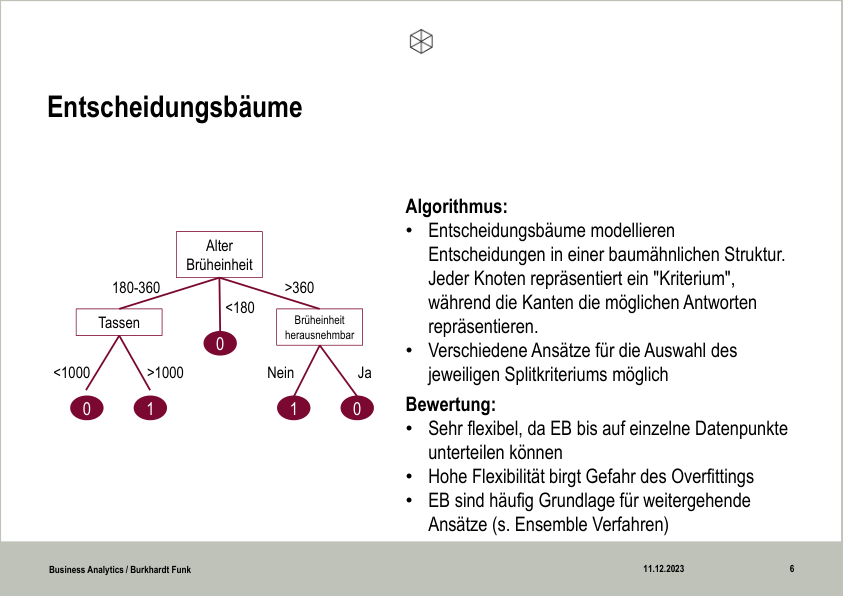 Entscheidungsbäume
Alter
Brüheinheit
180-360
<180
>360
Tassen
0
Brüheinheit
herausnehmbar
<1000
>1000
Nein
Ja
0
1
1
0
Algorithmus:
• Entscheidungsbäume modellieren
Entscheidungen in einer baumähnlichen Struktur.
Jeder Knoten repräsentiert ein "Kriterium",
während die Kanten die möglichen Antworten
repräsentieren.
• Verschiedene Ansätze für die Auswahl des
jeweiligen Splitkriteriums möglich
Bewertung:
• Sehr flexibel, da EB bis auf einzelne Datenpunkte
unterteilen können
• Hohe Flexibilität birgt Gefahr des Overfittings
• EB sind häufig Grundlage für weitergehende
Ansätze (s. Ensemble Verfahren)
Business Analytics / Burkhardt Funk
11.12.2023
6